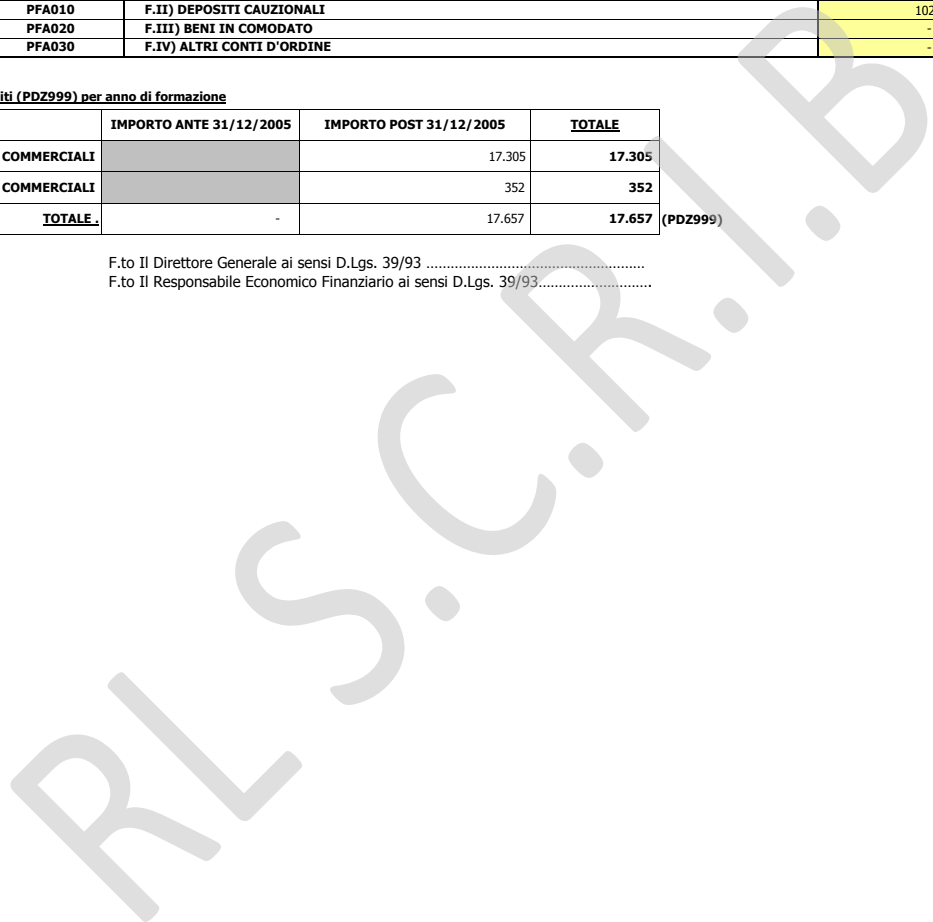 PFA010 F.II) DEPOSITI CAUZIONALI 102
PFA020 F.III) BENI IN COMODATO -
PFA030 F.IV) ALTRI CONTI D'ORDINE -
iti (PDZ999) per anno di formazione
IMPORTO ANTE 31/12/2005 IMPORTO POST 31/12/2005 TOTALE
COMMERCIALI 17.305 17.305
COMMERCIALI 352 352
TOTALE . - 17.657 17.657 (PDZ999)
F.to Il Direttore Generale ai sensi D.Lgs. 39/93 ......................................................
F.to Il Responsabile Economico Finanziario ai sensi D.Lgs. 39/93............................
RL S.C.R.I.B